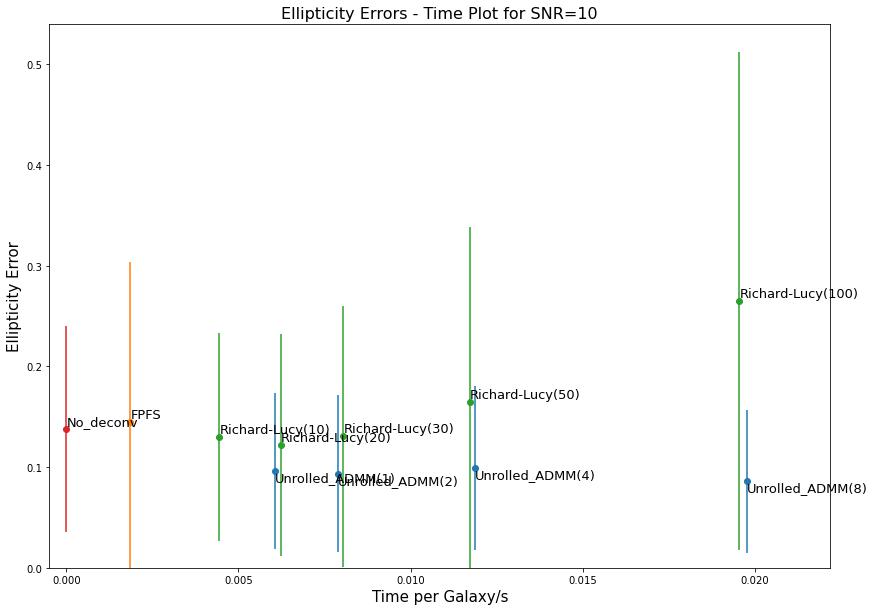 Ellipticity Errors - Time Plot for SNR=10
Ellipticity Error
0.5
0.4
0.3
0.2
0.1
0.0
Richard-Lucy(100)
Richard-Lucy(50)
FPFS
No_deconv
Richard-Lucy(10)
Richard-Lucy(30)
Richard-Lucy(20)
Unrolled_ADMM(1)
Unrolled_ADMM(2)
Unrolled_ADMM(4)
Unrolled_ADMM(8)
0.000 0.005 0.010 0.015 0.020
Time per Galaxy/s